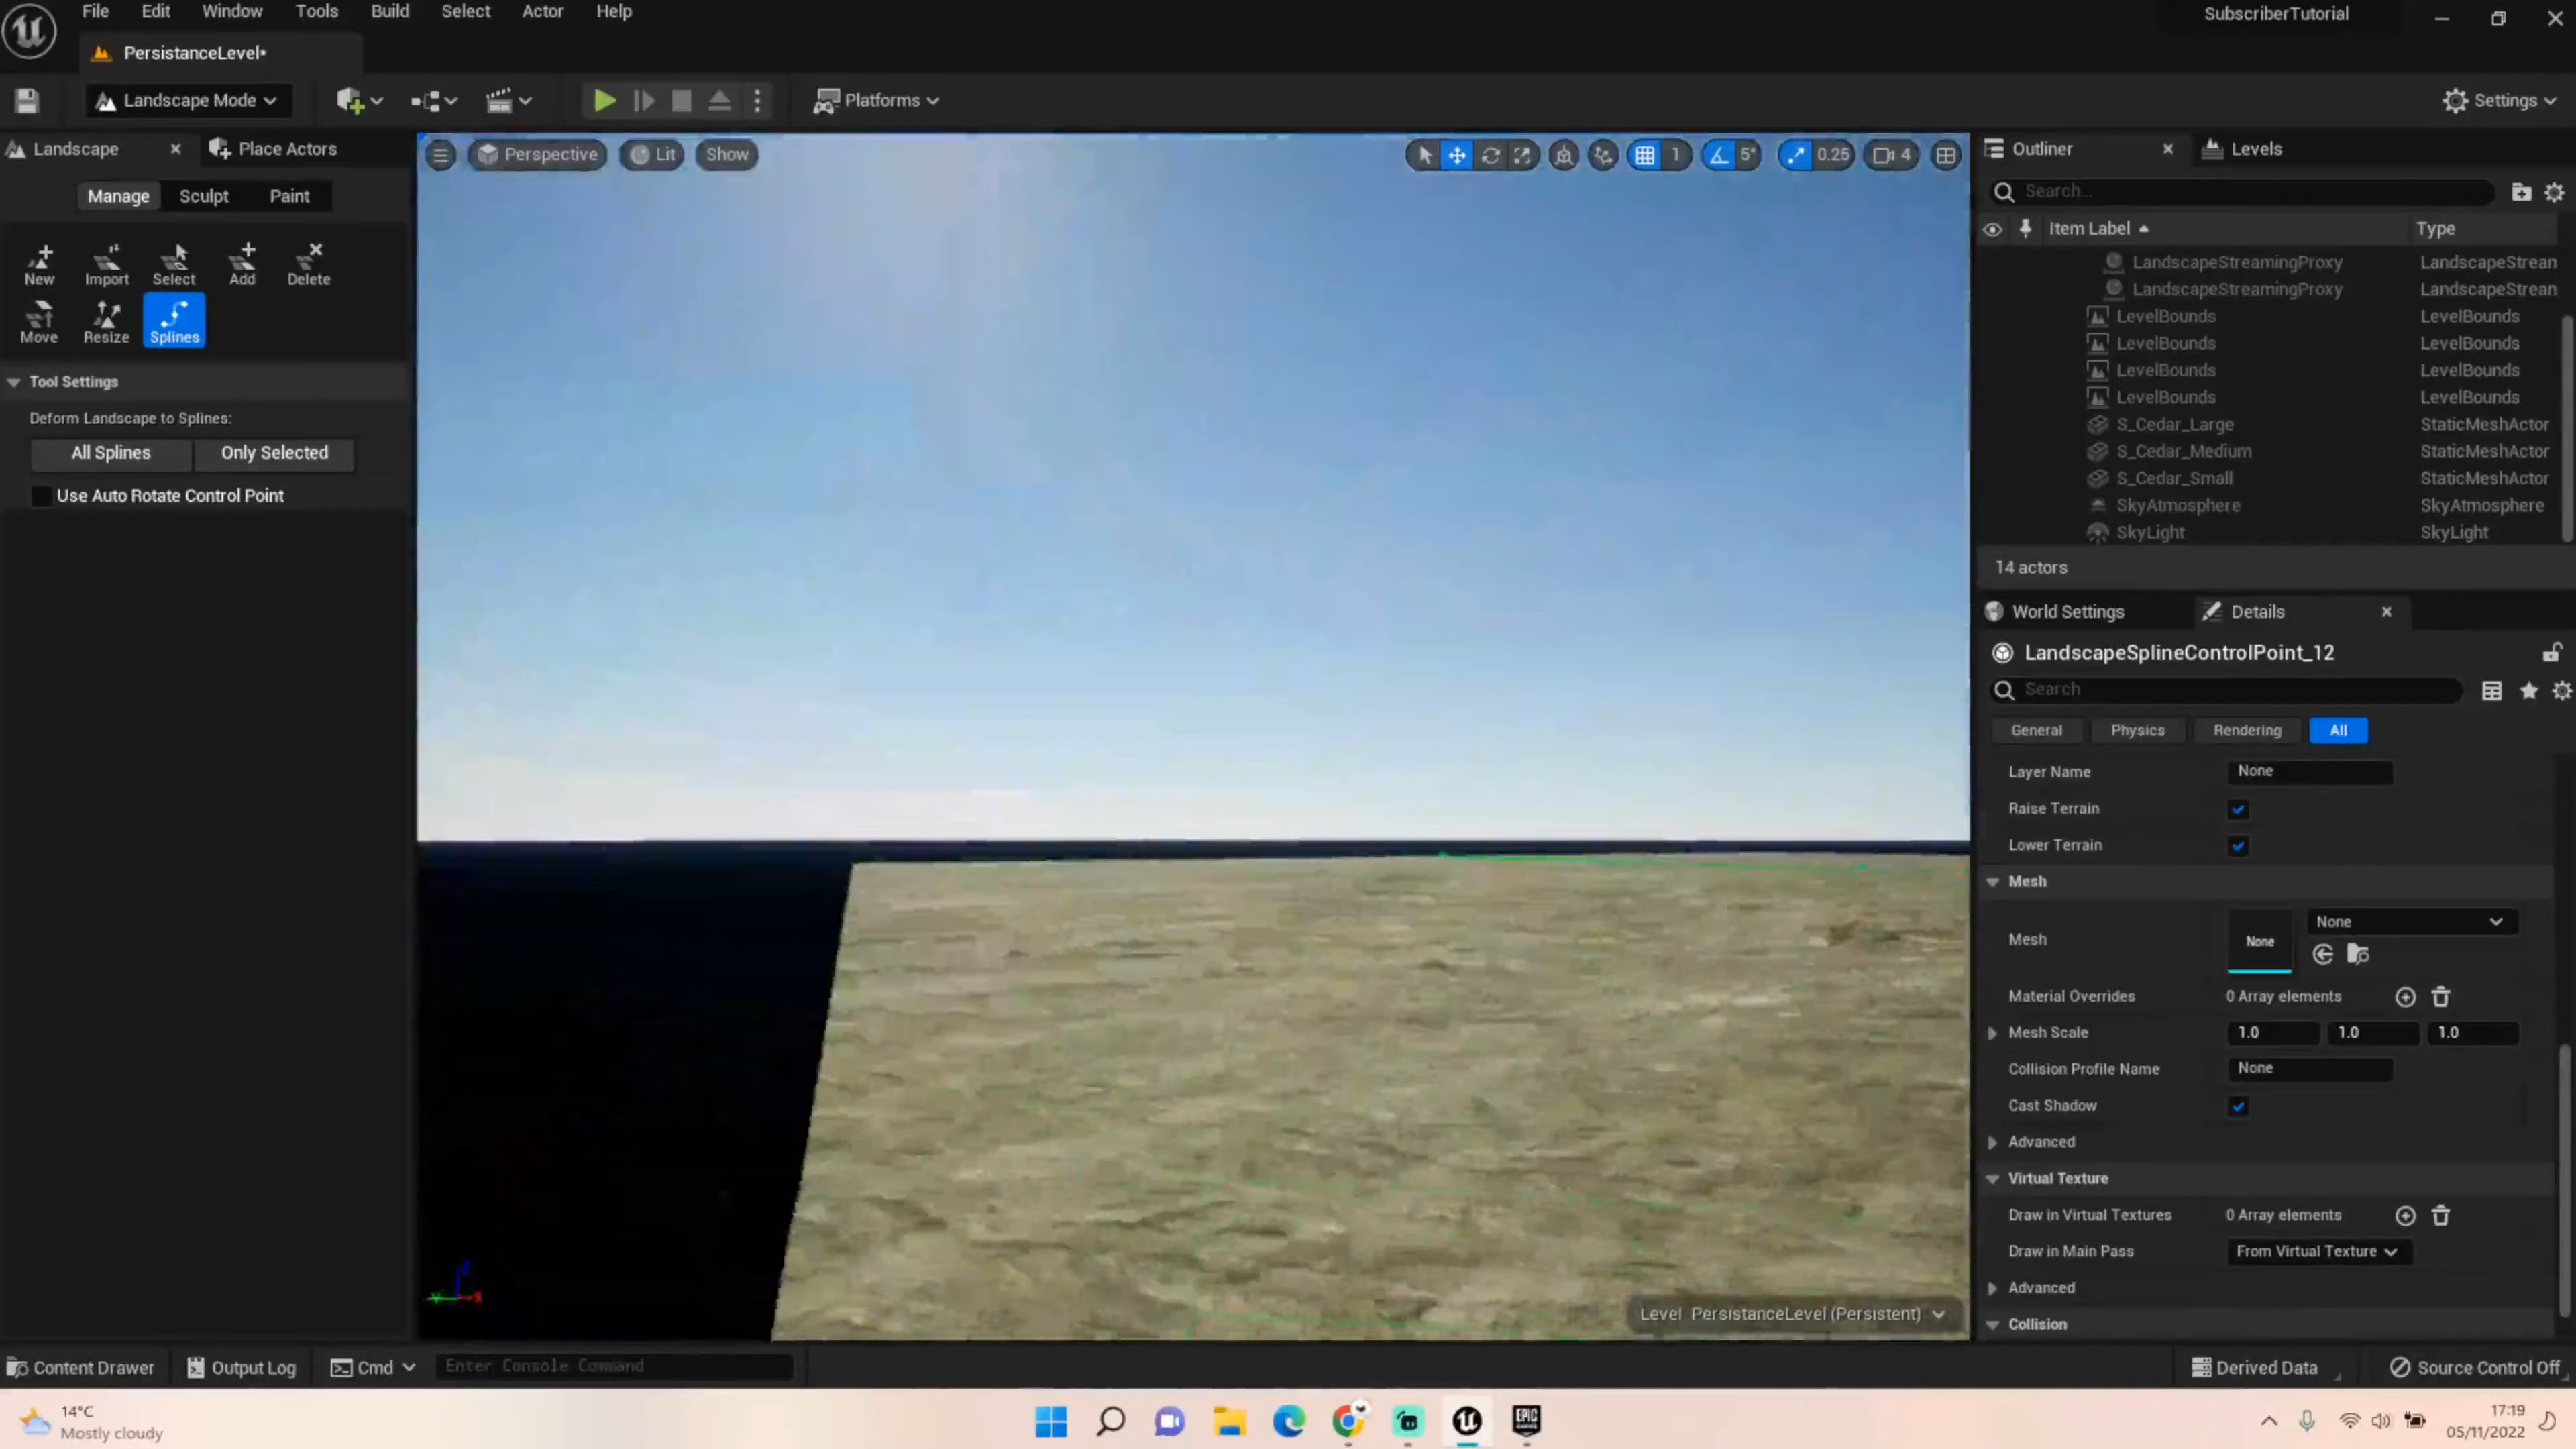 File Edit Window Tools Build Select Actor Help
SubscriberTutorial
PersistanceLevel*
Landscape Mode
Platforms
Settings
Landscape
Place Actors
Manage Sculpt Paint
New Import Select Add Delete
Move Resize Splines
Tool Settings
Deform Landscape to Splines:
All Splines Only Selected
Use Auto Rotate Control Point
Perspective Lit Show
1 5° 0.25 4
Outliner Levels
Search...
Item Label Type
LandscapeStreamingProxy LandscapeStrean
LandscapeStreamingProxy LandscapeStrean
LevelBounds LevelBounds
LevelBounds LevelBounds
LevelBounds LevelBounds
LevelBounds LevelBounds
S_Cedar_Large StaticMeshActor
S_Cedar_Medium StaticMeshActor
S_Cedar_Small StaticMeshActor
SkyAtmosphere SkyAtmosphere
SkyLight SkyLight
14 actors
World Settings Details
LandscapeSplineControlPoint_12
Search
General Physics Rendering All
Layer Name None
Raise Terrain
Lower Terrain
Mesh
Mesh None None
Material Overrides 0 Array elements
Mesh Scale 1.0 1.0 1.0
Collision Profile Name None
Cast Shadow
Advanced
Virtual Texture
Draw in Virtual Textures 0 Array elements
Draw in Main Pass From Virtual Texture
Advanced
Collision
Level PersistanceLevel (Persistent)
Content Drawer Output Log Cmd Enter Console Command
Derived Data Source Control Off
14°C
Mostly cloudy
EPIC
GAMES
17:19
05/11/2022